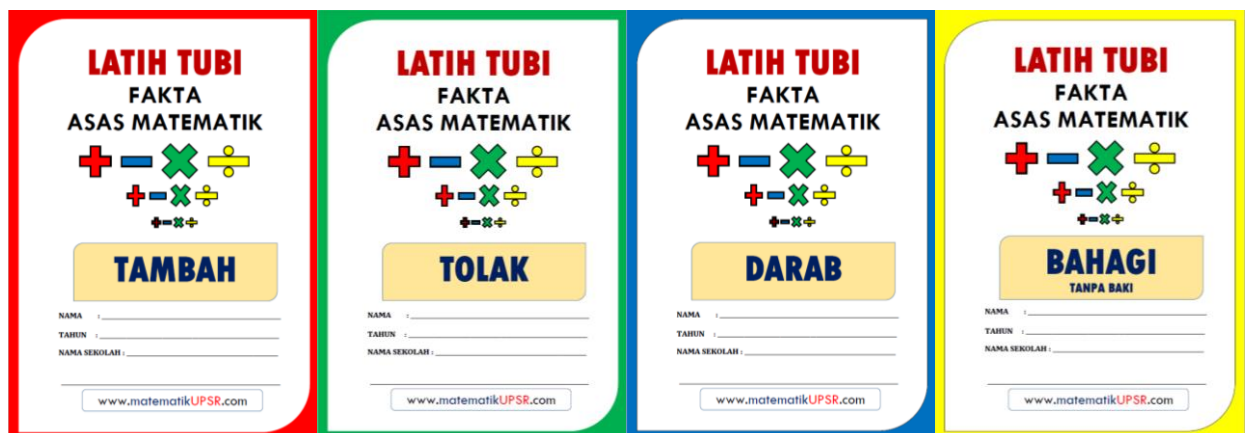 LATIH TUBI
FAKTA
ASAS MATEMATIK
TAMBAH
NAMA :
TAHUN :
NAMA SEKOLAH :
www.matematikUPSR.com
LATIH TUBI
FAKTA
ASAS MATEMATIK
TOLAK
NAMA :
TAHUN :
NAMA SEKOLAH :
www.matematikUPSR.com
LATIH TUBI
FAKTA
ASAS MATEMATIK
DARAB
NAMA :
TAHUN :
NAMA SEKOLAH :
www.matematikUPSR.com
LATIH TUBI
FAKTA
ASAS MATEMATIK
BAHAGI
TANPA BAKI
NAMA :
TAHUN :
NAMA SEKOLAH :
www.matematikUPSR.com